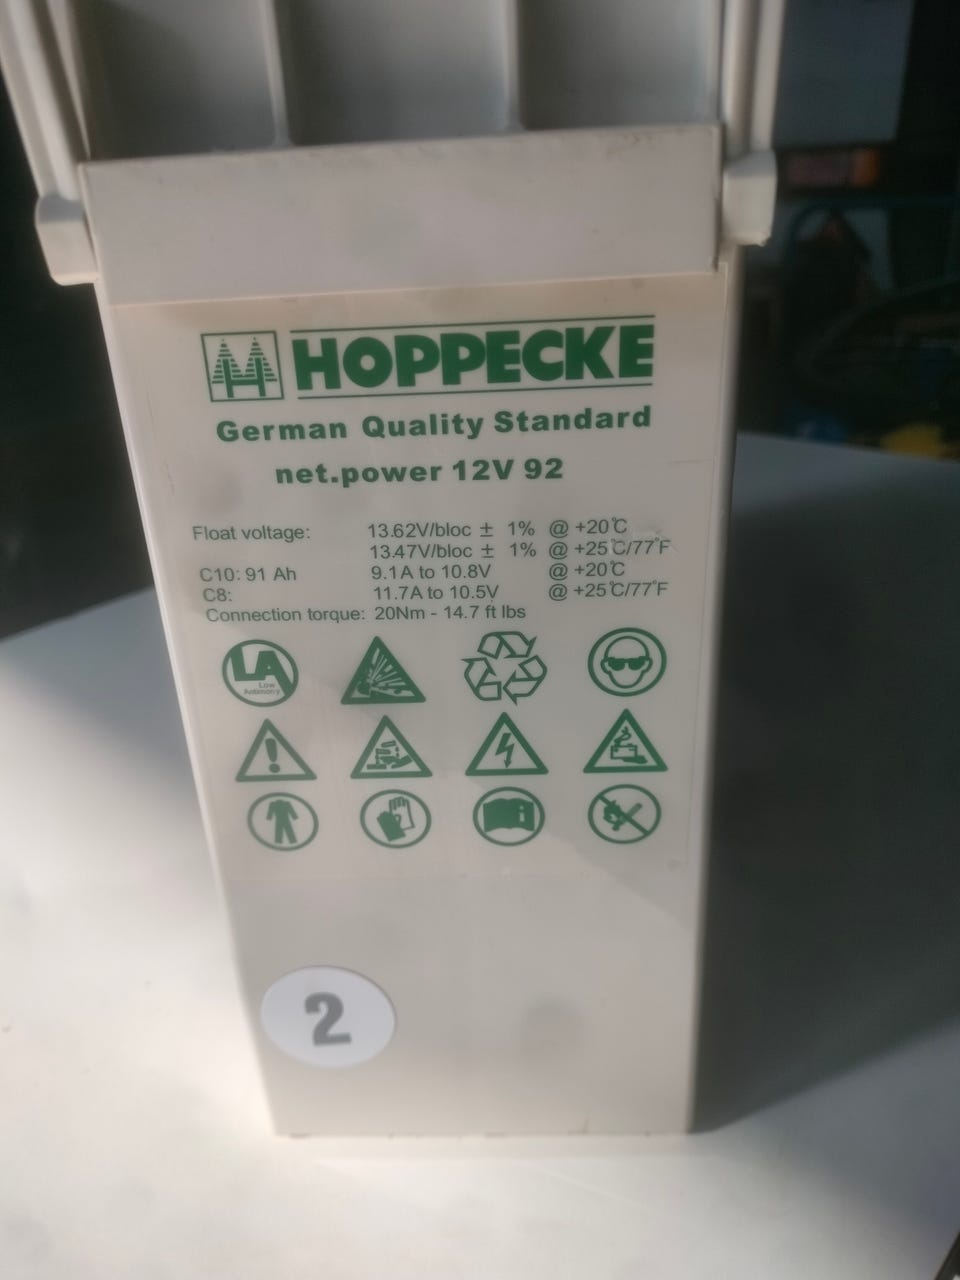 HOPPECKE
German Quality Standard
net.power 12V 92
Float voltage: 13.62V/bloc ± 1% @ +20℃
13.47V/bloc ± 1% @ +25℃/77°F
C10: 91 Ah 9.1A to 10.8V @ +20℃
C8: 11.7A to 10.5V @ +25℃/77°F
Connection torque: 20Nm - 14.7 ft lbs
LA
Low
Antimony
2